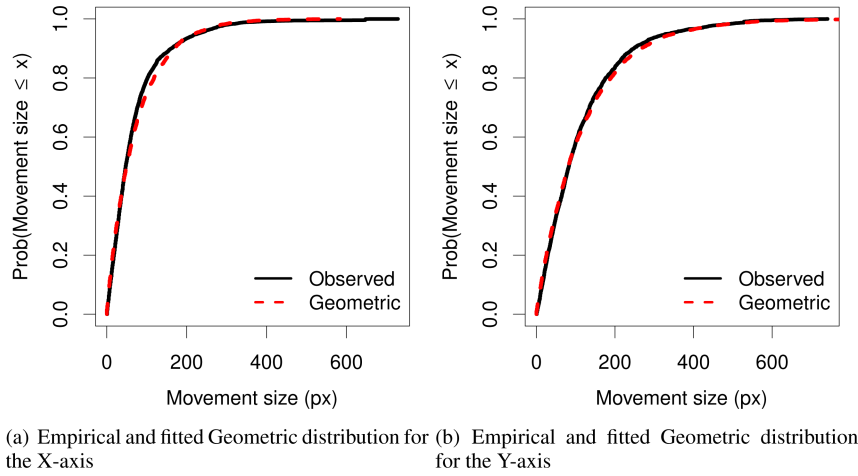 Prob(Movement size ≤ x)
0.0 0.2 0.4 0.6 0.8 1.0
Observed
Geometric
0 200 400 600
Movement size (px)
(a) Empirical and fitted Geometric distribution for
the X-axis
Prob(Movement size ≤ x)
0.0 0.2 0.4 0.6 0.8 1.0
Observed
Geometric
0 200 400 600
Movement size (px)
(b) Empirical and fitted Geometric distribution
for the Y-axis